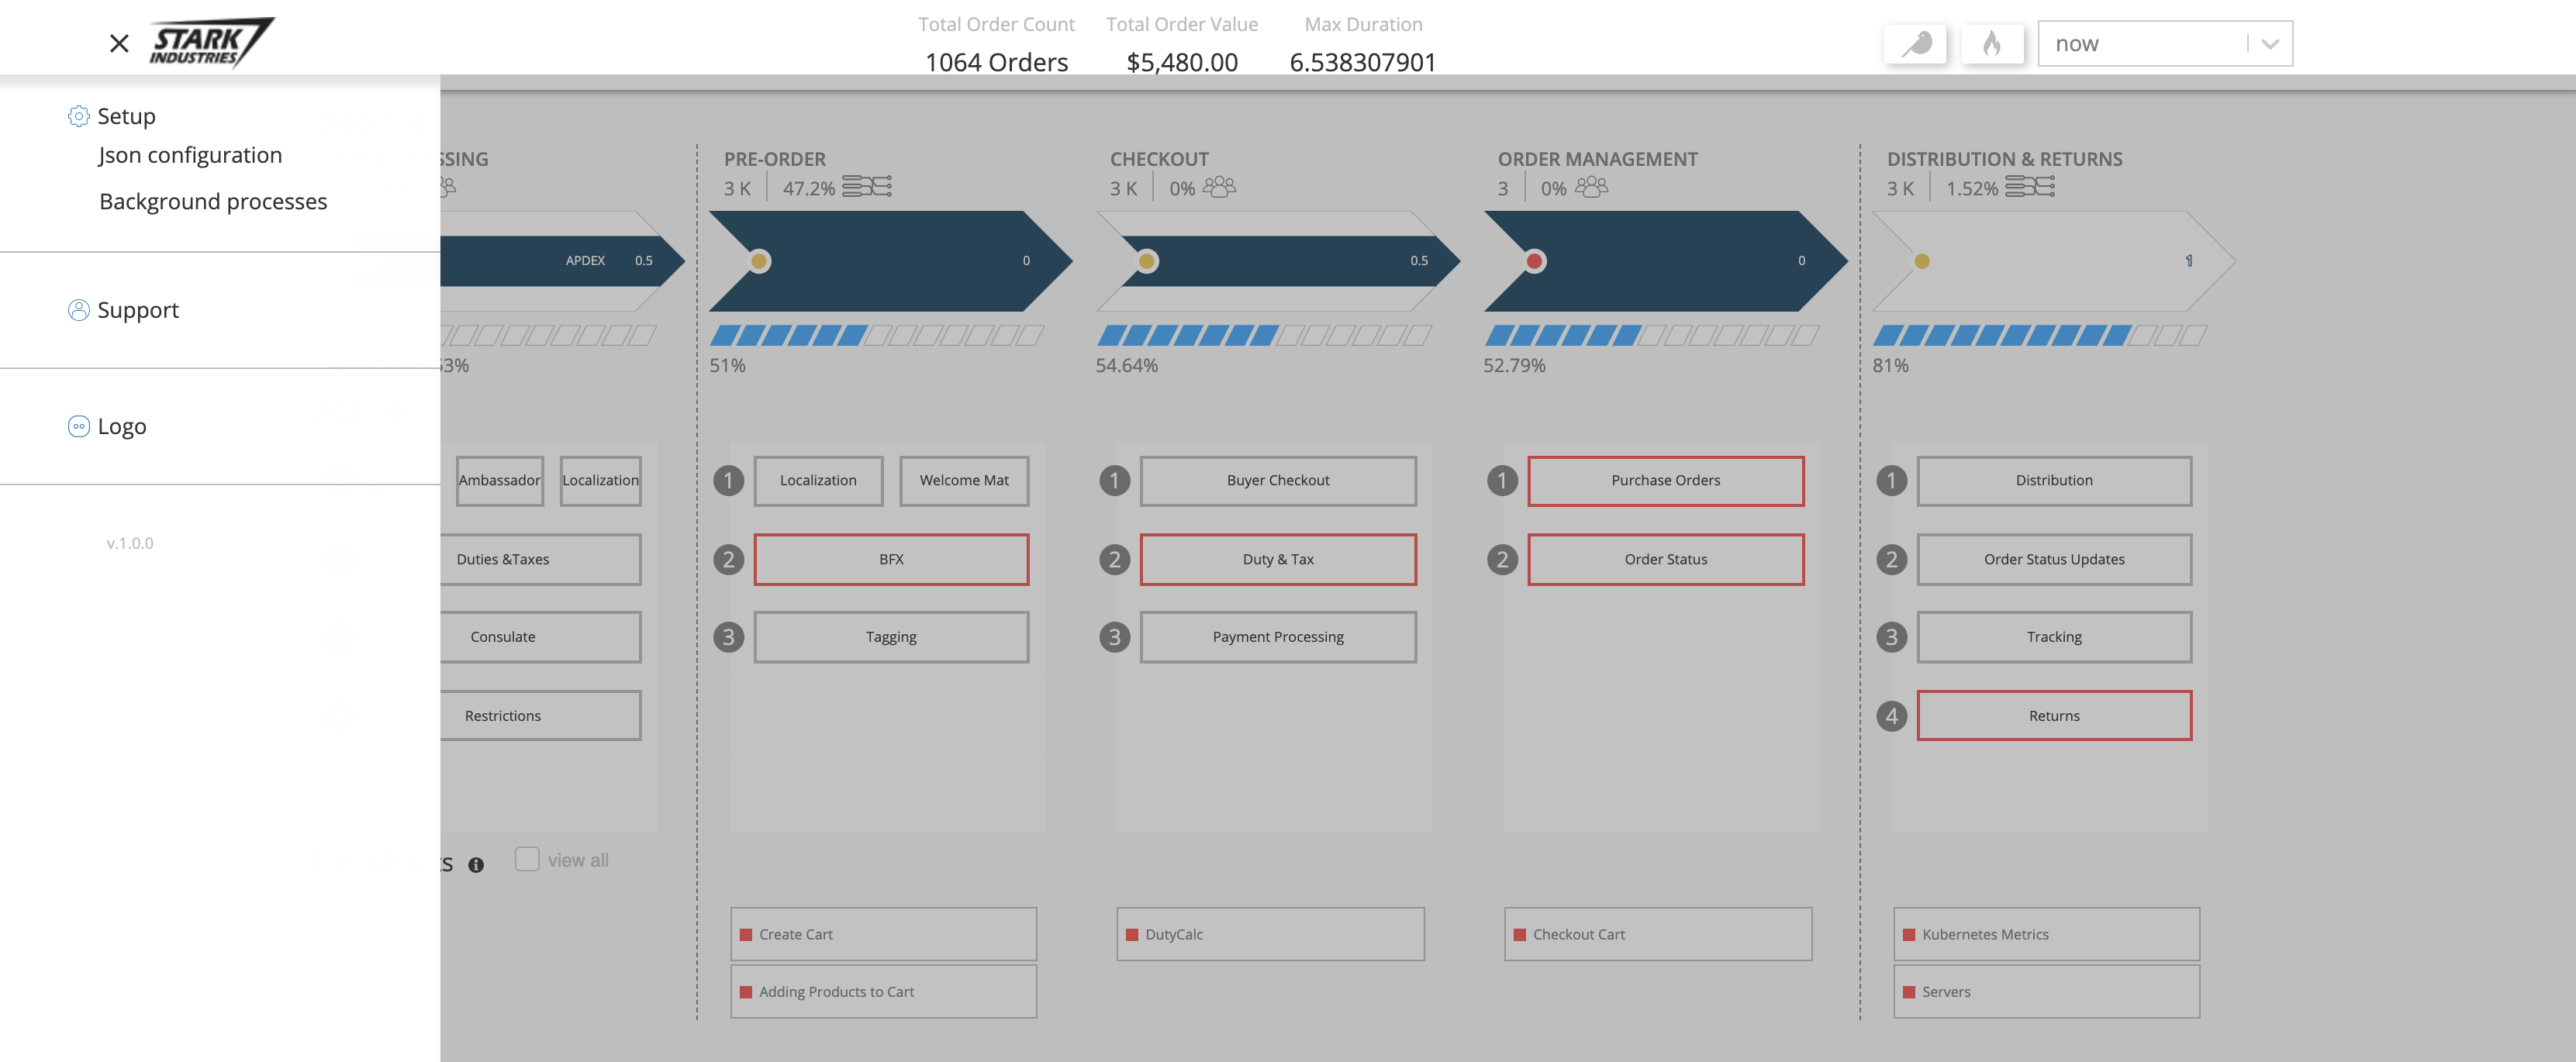 STARK
INDUSTRIES
Total Order Count
1064 Orders
Total Order Value
$5,480.00
Max Duration
6.538307901
now
Setup
Json configuration
Background processes
Support
Logo
v.1.0.0
APDEX 0.5
PRE-ORDER
3 K 47.2%
0
51%
CHECKOUT
3 K 0%
0.5
54.64%
ORDER MANAGEMENT
3 0%
0
52.79%
DISTRIBUTION & RETURNS
3 K 1.52%
81%
Ambassador
Localization
Duties &Taxes
Consulate
Restrictions
1
Localization
Welcome Mat
2
BFX
3
Tagging
1
Buyer Checkout
2
Duty & Tax
3
Payment Processing
1
Purchase Orders
2
Order Status
1
Distribution
2
Order Status Updates
3
Tracking
4
Returns
view all
Create Cart
Adding Products to Cart
DutyCalc
Checkout Cart
Kubernetes Metrics
Servers